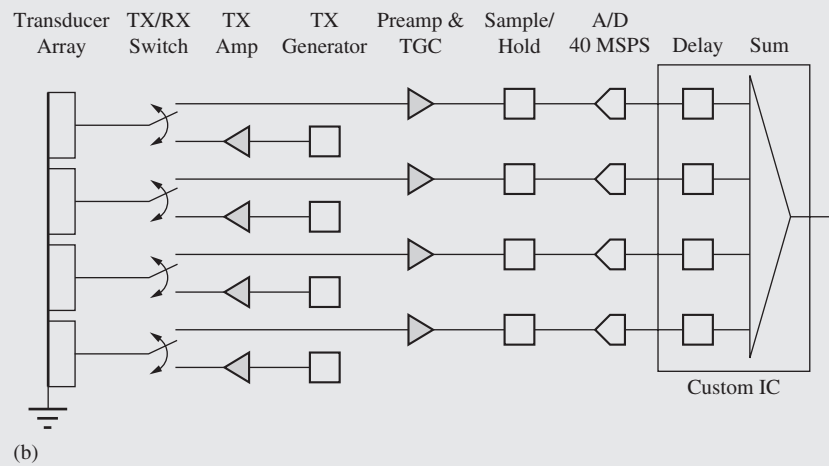 Transducer Array
TX/RX Switch
TX Amp
TX Generator
Preamp & TGC
Sample/ Hold
A/D 40 MSPS
Delay
Sum
Custom IC
(b)